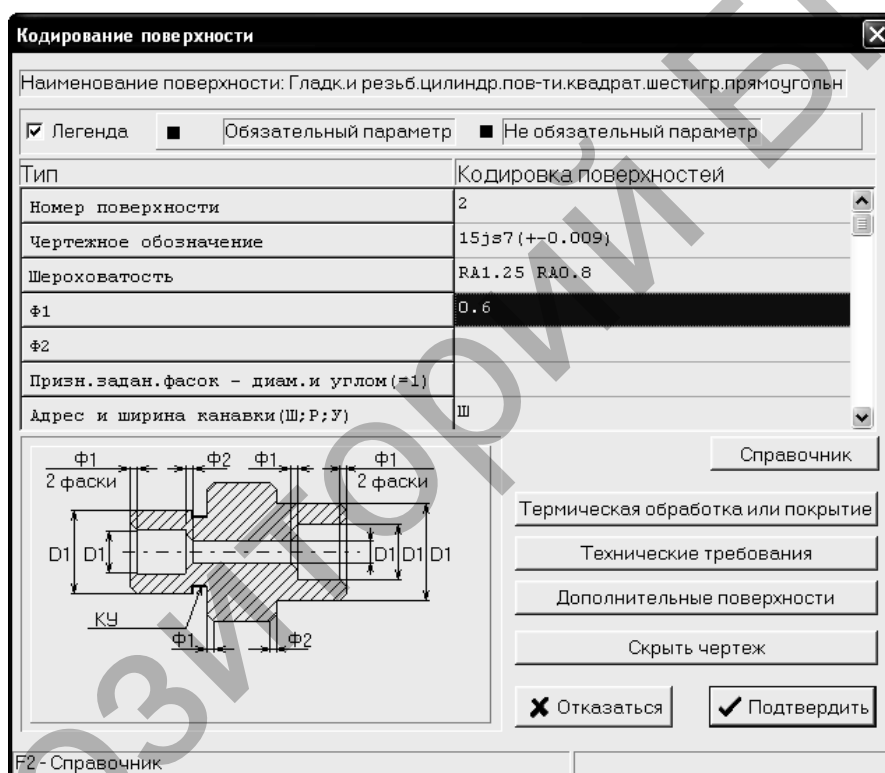 Кодирование поверхности
Наименование поверхности: Гладк.и резьб.цилиндр.пов-ти.квадрат.шестигр.прямоугольн
Легенда
Обязательный параметр
Не обязательный параметр
Тип
Кодировка поверхностей
Номер поверхности
2
Чертежное обозначение
15js7(+-0.009)
Шероховатость
RA1.25 RA0.8
Ф1
0.6
Ф2
Призн.задан.фасок - диам.и углом(=1)
Адрес и ширина канавки(Ш;Р;У)
Ш
Ф1
Ф2
Ф1
Ф1
2 фаски
2 фаски
D1
D1
D1
D1
D1
КУ
Ф1
Ф2
Справочник
Термическая обработка или покрытие
Технические требования
Дополнительные поверхности
Скрыть чертеж
Отказаться
Подтвердить
F2 - Справочник